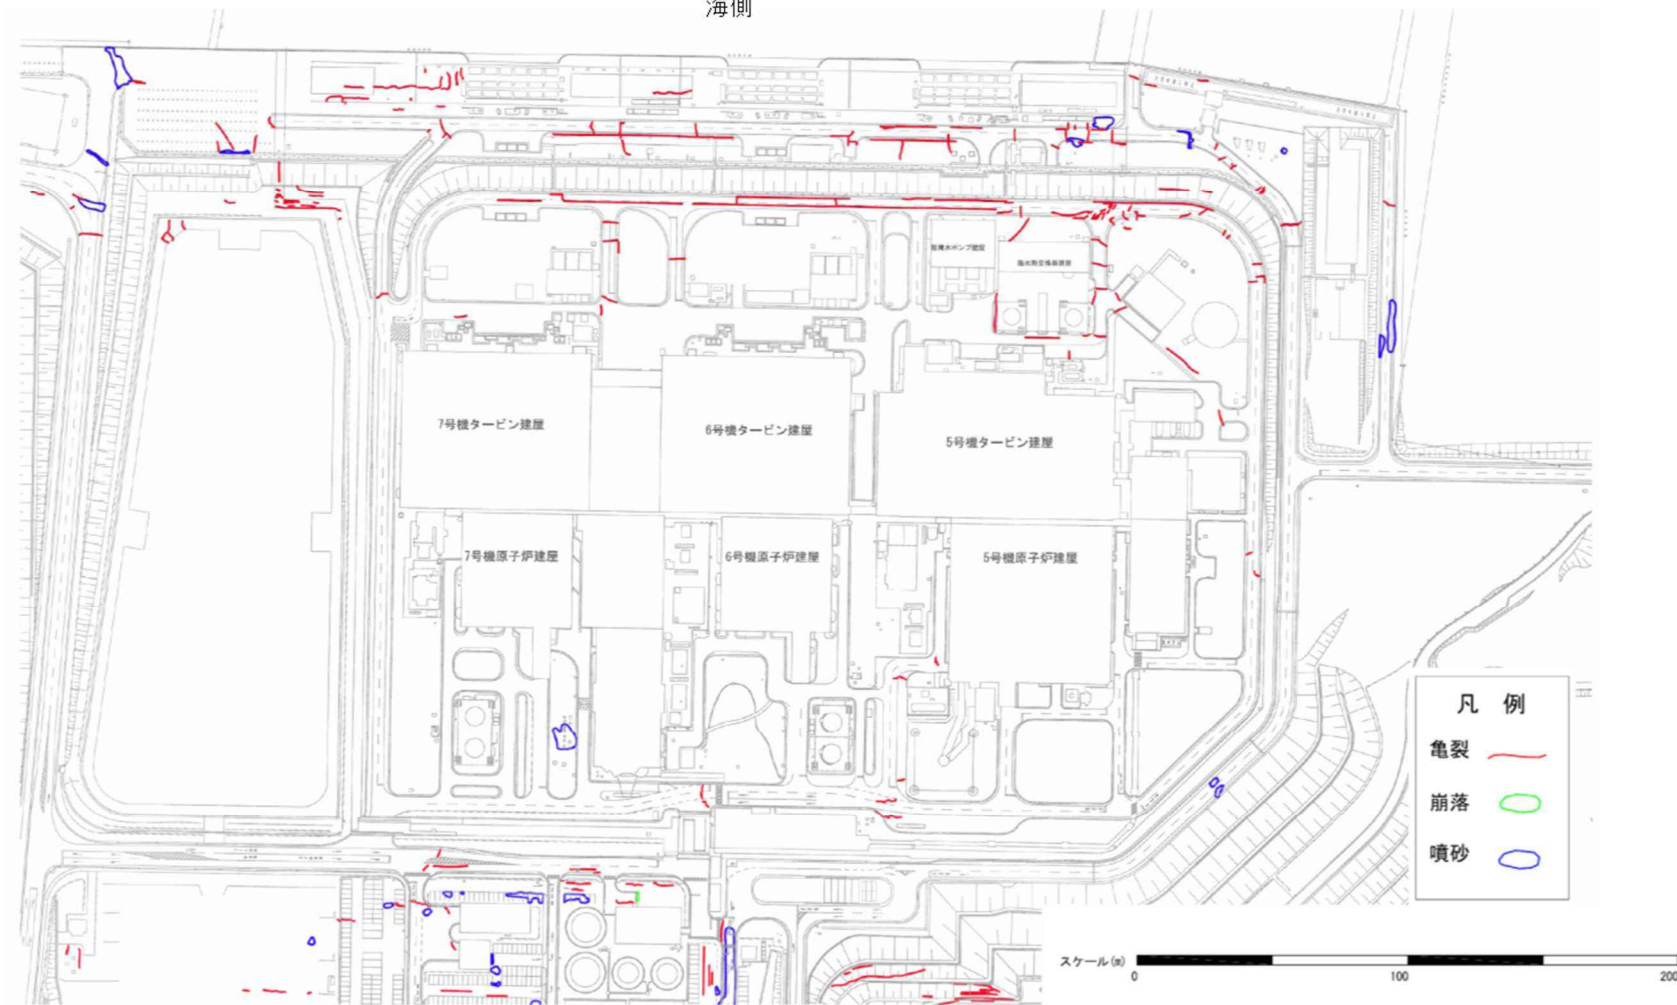 海側
7号機タービン建屋
6号機タービン建屋
5号機タービン建屋
7号機原子炉建屋
6号機原子炉建屋
5号機原子炉建屋
凡 例
亀裂
崩落
噴砂
スケール(m)
0
100
200